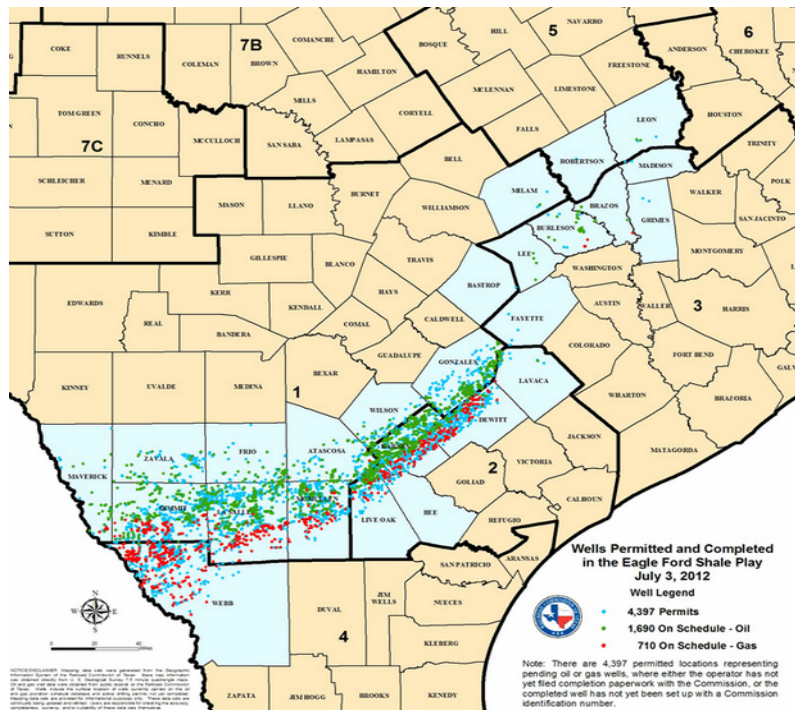 COKE
RUNNELS
COLEMAN
7B
BROWN
COMANCHE
BOSQUE
HILL
5
NAVARRO
ANDERSON
6
CHEROKEE
HAMILTON
FREESTONE
TOM GREEN
CONCHO
MILLS
MCLENNAN
LIMESTONE
CORYELL
LEON
HOUSTON
7C
MCCULLOCH
SAN SABA
LAMPASAS
FALLS
TRINITY
BELL
ROBERTSON
MADISON
POLK
SCHLEICHER
MENARD
MASON
LLANO
BURNET
MILAM
WALKER
WILLIAMSON
BRAZOS
GRIMES
SAN JACINTO
SUTTON
KIMBLE
BURLESON
GILLESPIE
BLANCO
TRAVIS
LEE
MONTGOMERY
WASHINGTON
KERR
HAYS
BASTROP
EDWARDS
KENDALL
AUSTIN
WALLER
3
HARRIS
REAL
BANDERA
COMAL
CALDWELL
FAYETTE
COLORADO
GUADALUPE
FORT BEND
KINNEY
UVALDE
MEDINA
1
BEXAR
GONZALES
LAVACA
WHARTON
BRAZORIA
WILSON
DEWITT
JACKSON
MATAGORDA
MAVERICK
ZAVALA
FRIO
ATASCOSA
2
VICTORIA
GOLIAD
CALHOUN
LIVE OAK
BEE
REFUGIO
ARANSAS
SAN PATRICIO
WEBB
DUVAL
JIM
WELLS
NUECES
4
KLEBERG
ZAPATA
JIM HOGG
BROOKS
KENEDY
N
W
E
S
Wells Permitted and Completed
in the Eagle Ford Shale Play
July 3, 2012
Well Legend
4,397 Permits
1,690 On Schedule - Oil
710 On Schedule - Gas
Note: There are 4,397 permitted locations representing
pending oil or gas wells, where either the operator has not
yet filed completion paperwork with the Commission, or the
completed well has not yet been set up with a Commission
identification number.